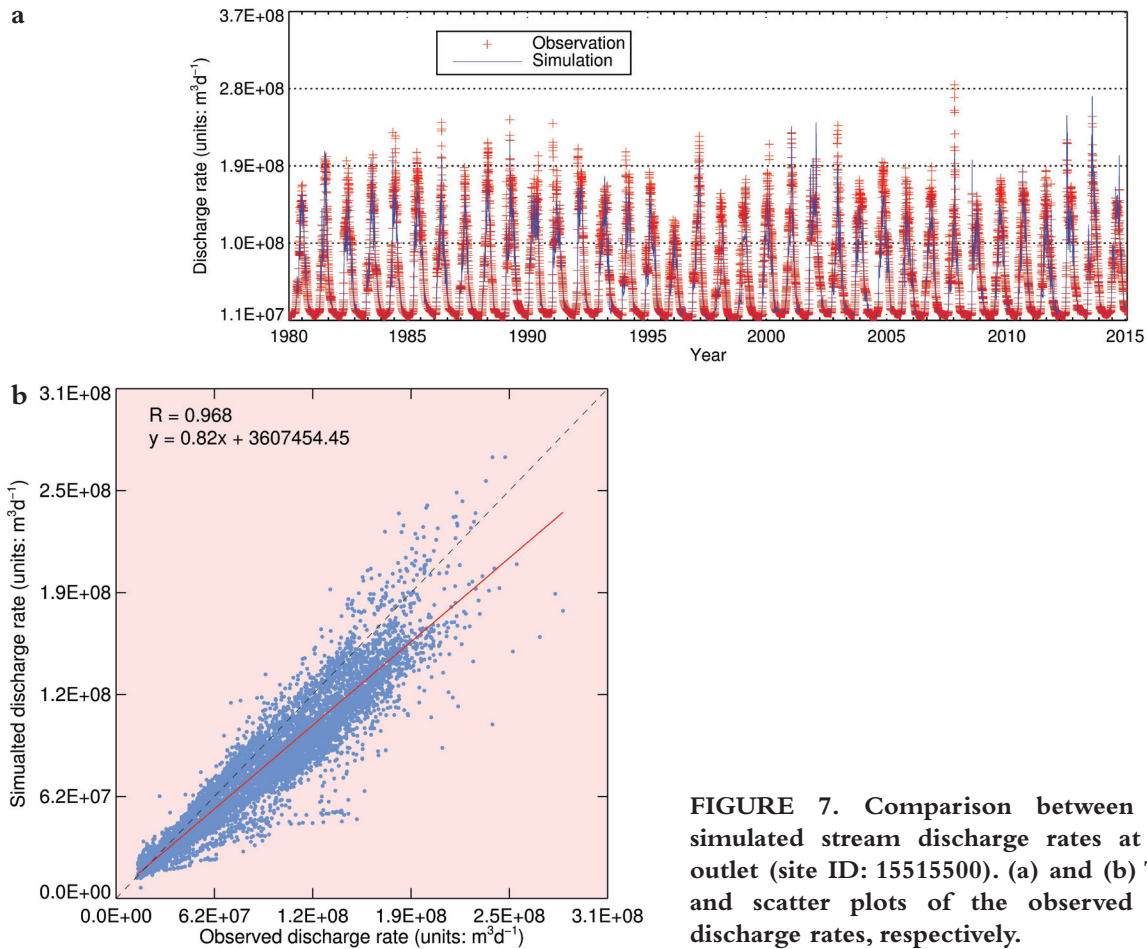 a
3.7E+08
2.8E+08
1.9E+08
1.0E+08
1.1E+07
Discharge rate (units: m³d⁻¹)
Observation
Simulation
1980
1985
1990
1995
2000
2005
2010
2015
Year
b
3.1E+08
2.5E+08
1.9E+08
1.2E+08
6.2E+07
0.0E+00
Simualted discharge rate (units: m³d⁻¹)
R = 0.968
y = 0.82x + 3607454.45
0.0E+00
6.2E+07
1.2E+08
1.9E+08
2.5E+08
3.1E+08
Observed discharge rate (units: m³d⁻¹)
FIGURE 7. Comparison between
simulated stream discharge rates at
outlet (site ID: 15515500). (a) and (b)
and scatter plots of the observed
discharge rates, respectively.